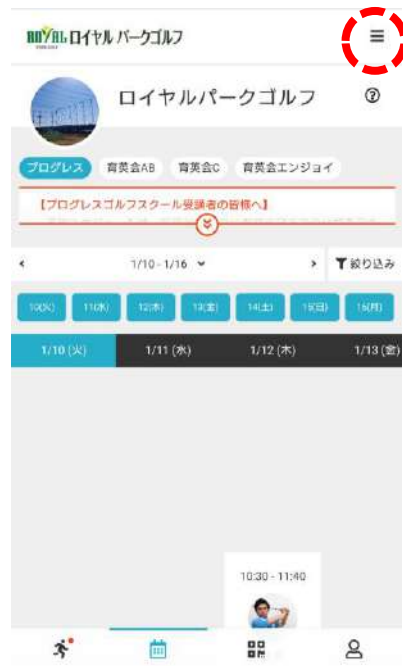 ROYAL ロイヤル パークゴルフ
ロイヤルパークゴルフ
プログレス 育英会AB 育英会C 育英会エンジョイ
【プログレスゴルフスクール受講者の皆様へ】
1/10 - 1/16 絞り込み
10(火) 11(水) 12(木) 13(金) 14(土) 15(日) 16(月)
1/10 (火) 1/11 (水) 1/12 (木) 1/13 (金)
10:30 - 11:40